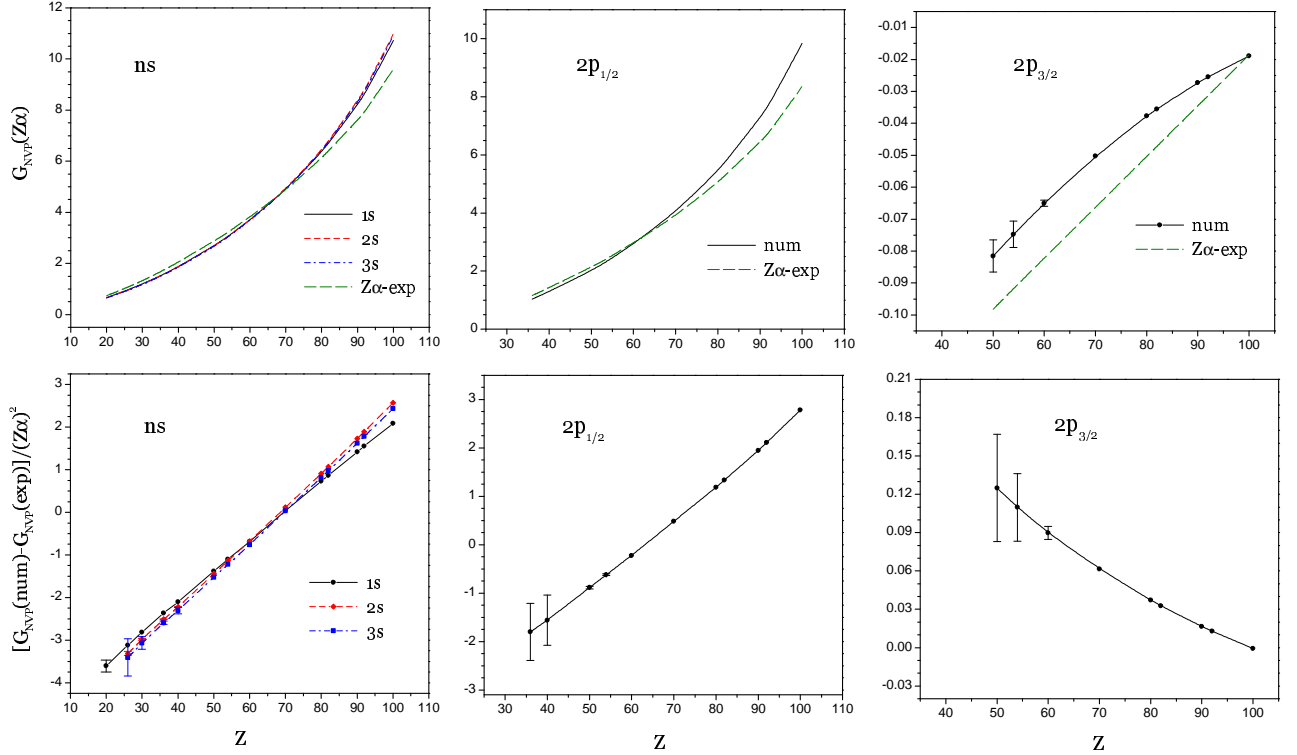 G_NVP(Zα)
12
10
8
6
4
2
0
10 20 30 40 50 60 70 80 90 100 110
ns
1s
2s
3s
Zα-exp
10
8
6
4
2
0
30 40 50 60 70 80 90 100 110
2p_1/2
num
Zα-exp
-0.01
-0.02
-0.03
-0.04
-0.05
-0.06
-0.07
-0.08
-0.09
-0.10
40 50 60 70 80 90 100
2p_3/2
num
Zα-exp
[G_NVP(num)-G_NVP(exp)]/(Zα)²
3
2
1
0
-1
-2
-3
-4
10 20 30 40 50 60 70 80 90 100 110
Z
ns
1s
2s
3s
3
2
1
0
-1
-2
-3
30 40 50 60 70 80 90 100 110
Z
2p_1/2
0.21
0.18
0.15
0.12
0.09
0.06
0.03
0.00
-0.03
40 50 60 70 80 90 100
Z
2p_3/2